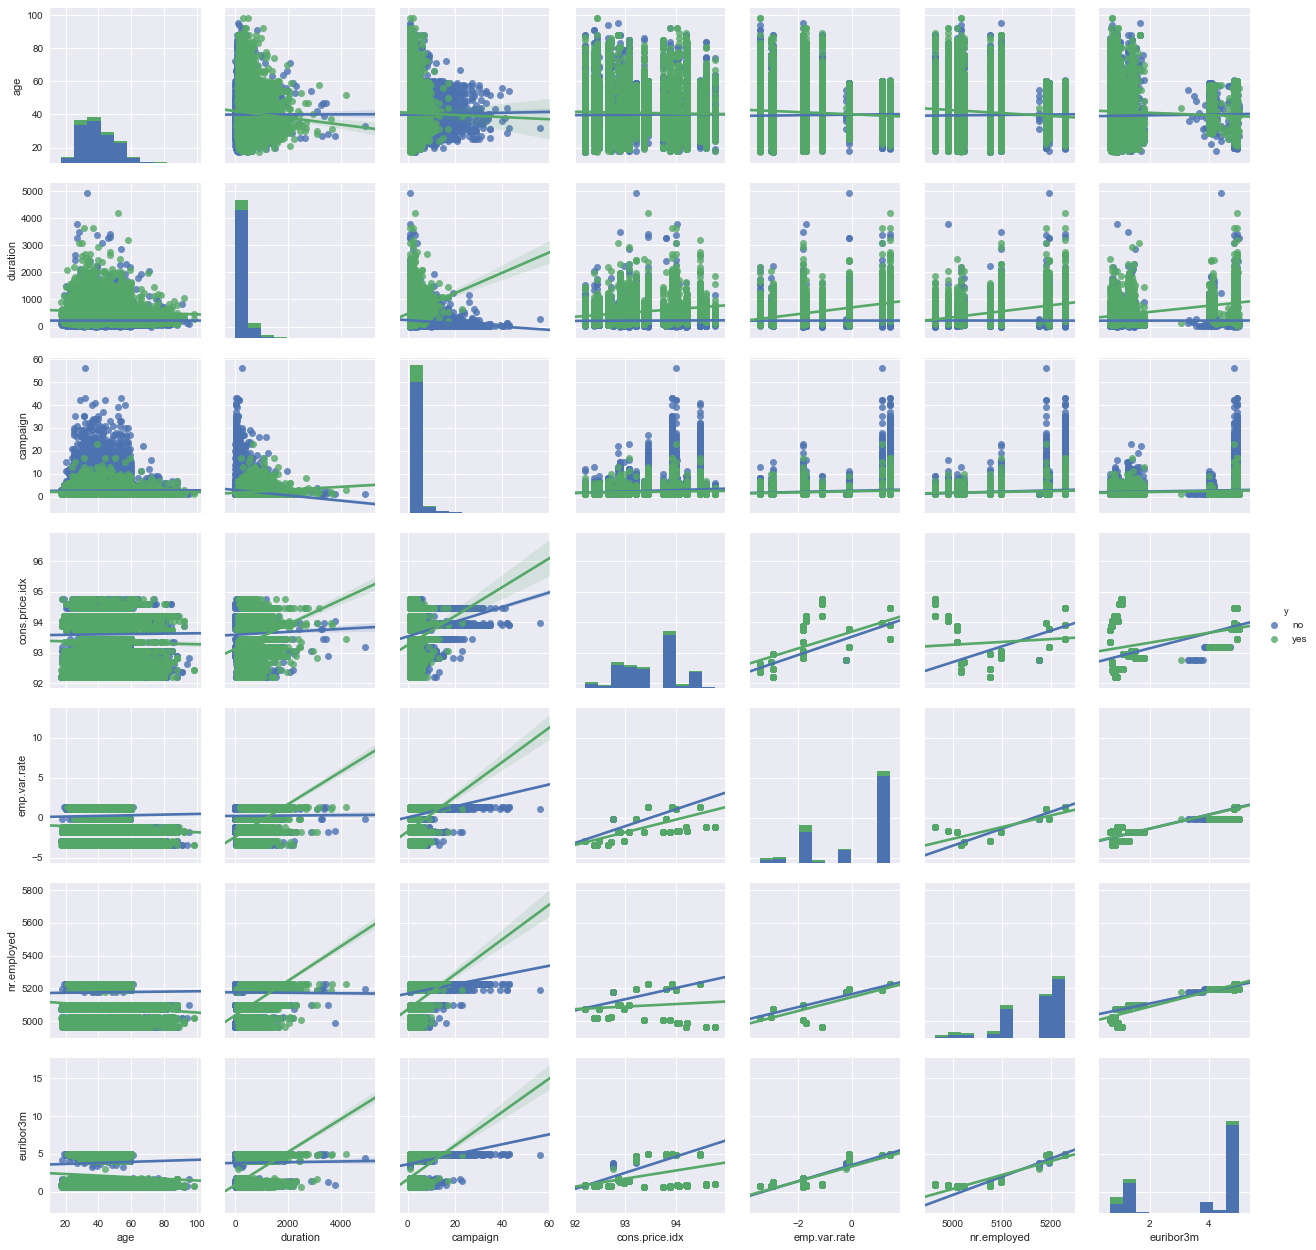 100
80
60
40
20
age
5000
4000
3000
2000
1000
0
duration
60
50
40
30
20
10
0
campaign
96
95
94
93
92
cons.price.idx
y
no
yes
10
5
0
−5
emp.var.rate
5800
5600
5400
5200
5000
nr.employed
15
10
5
0
euribor3m
20 40 60 80 100
0 2000 4000
0 20 40 60
92 93 94
−2 0
5000 5100 5200
2 4
age
duration
campaign
cons.price.idx
emp.var.rate
nr.employed
euribor3m